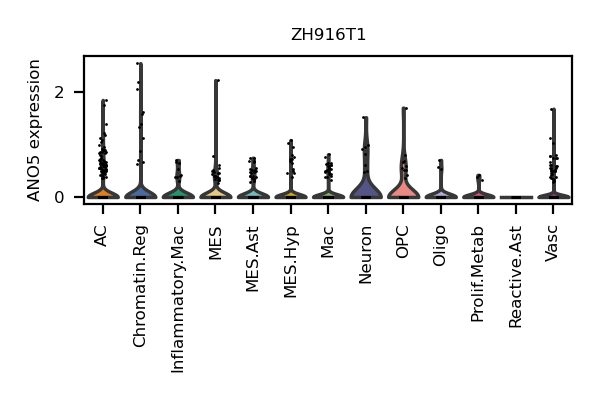 ZH916T1
ANO5 expression
2
0
AC
Chromatin.Reg
Inflammatory.Mac
MES
MES.Ast
MES.Hyp
Mac
Neuron
OPC
Oligo
Prolif.Metab
Reactive.Ast
Vasc